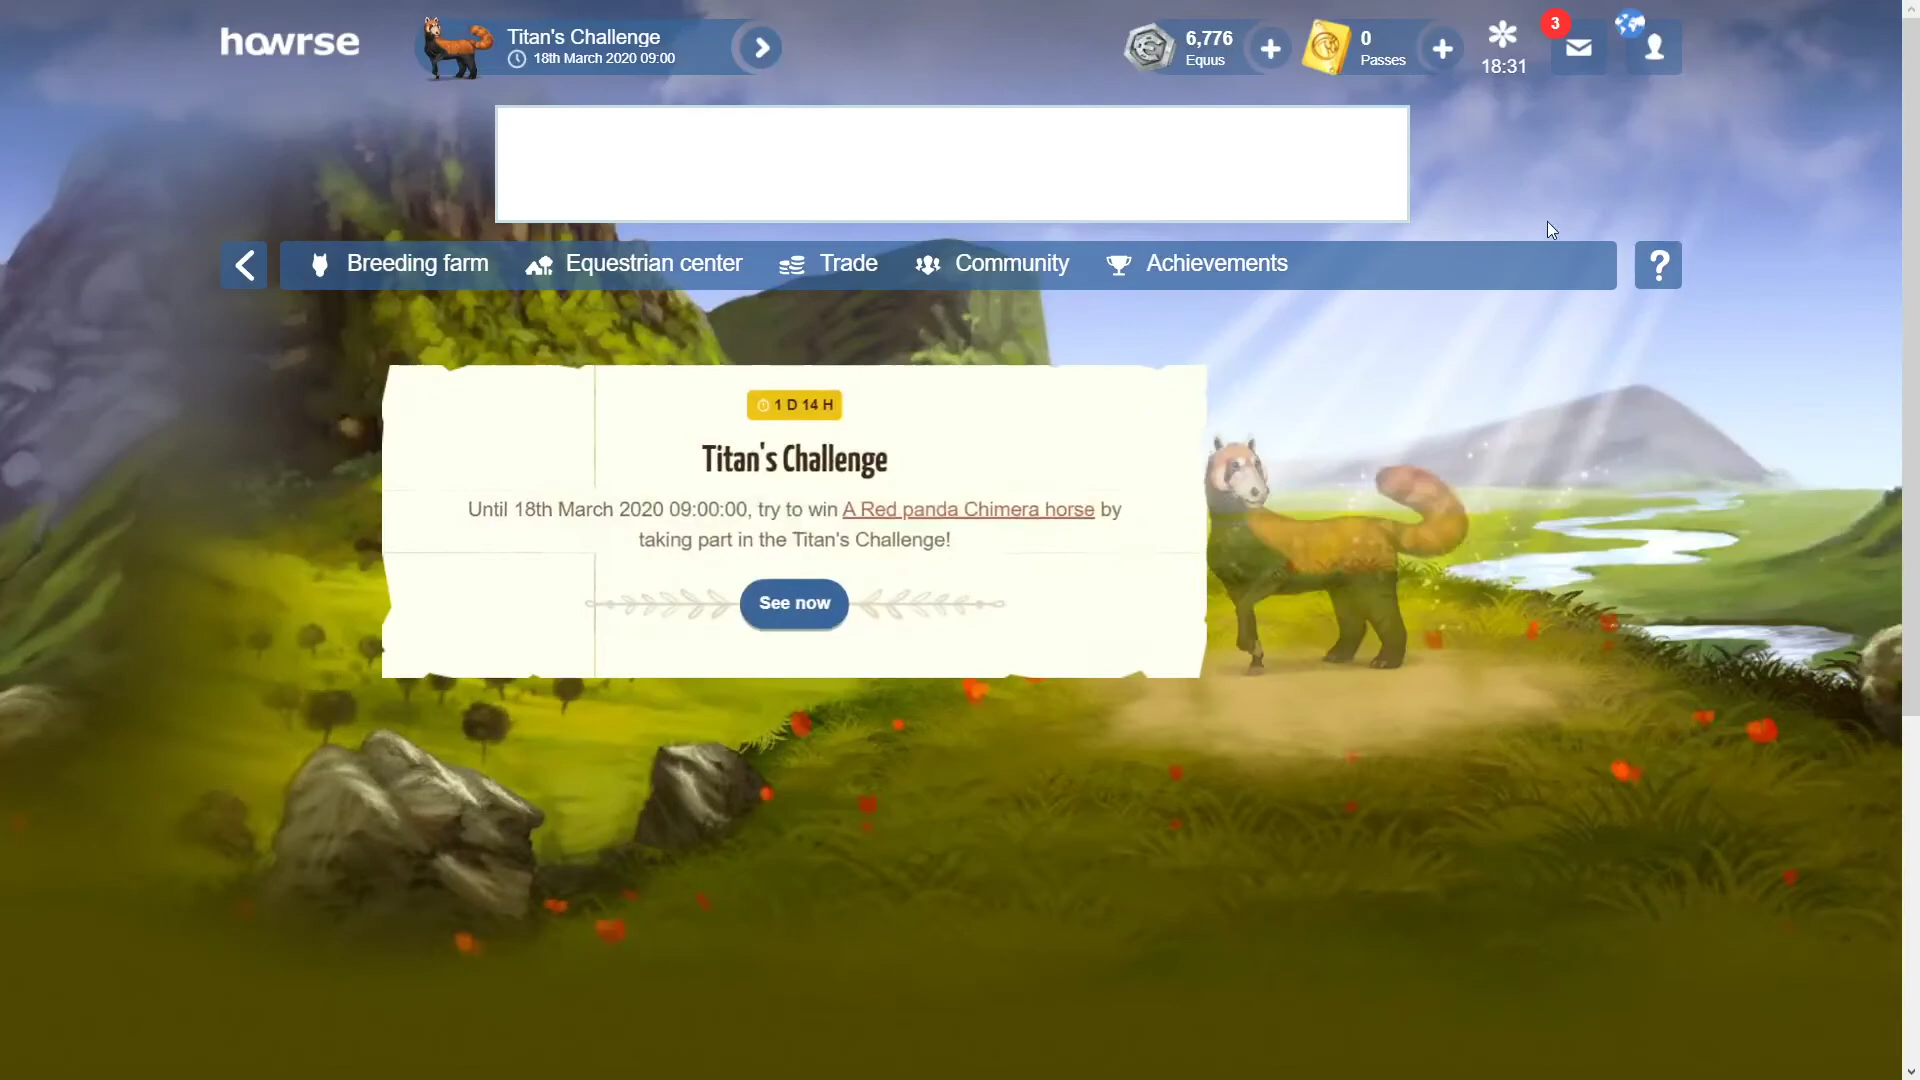 howrse
Titan's Challenge
18th March 2020 09:00
6,776
Equus
0
Passes
18:31
3
Breeding farm
Equestrian center
Trade
Community
Achievements
?
1 D 14 H
Titan's Challenge
Until 18th March 2020 09:00:00, try to win A Red panda Chimera horse by
taking part in the Titan's Challenge!
See now